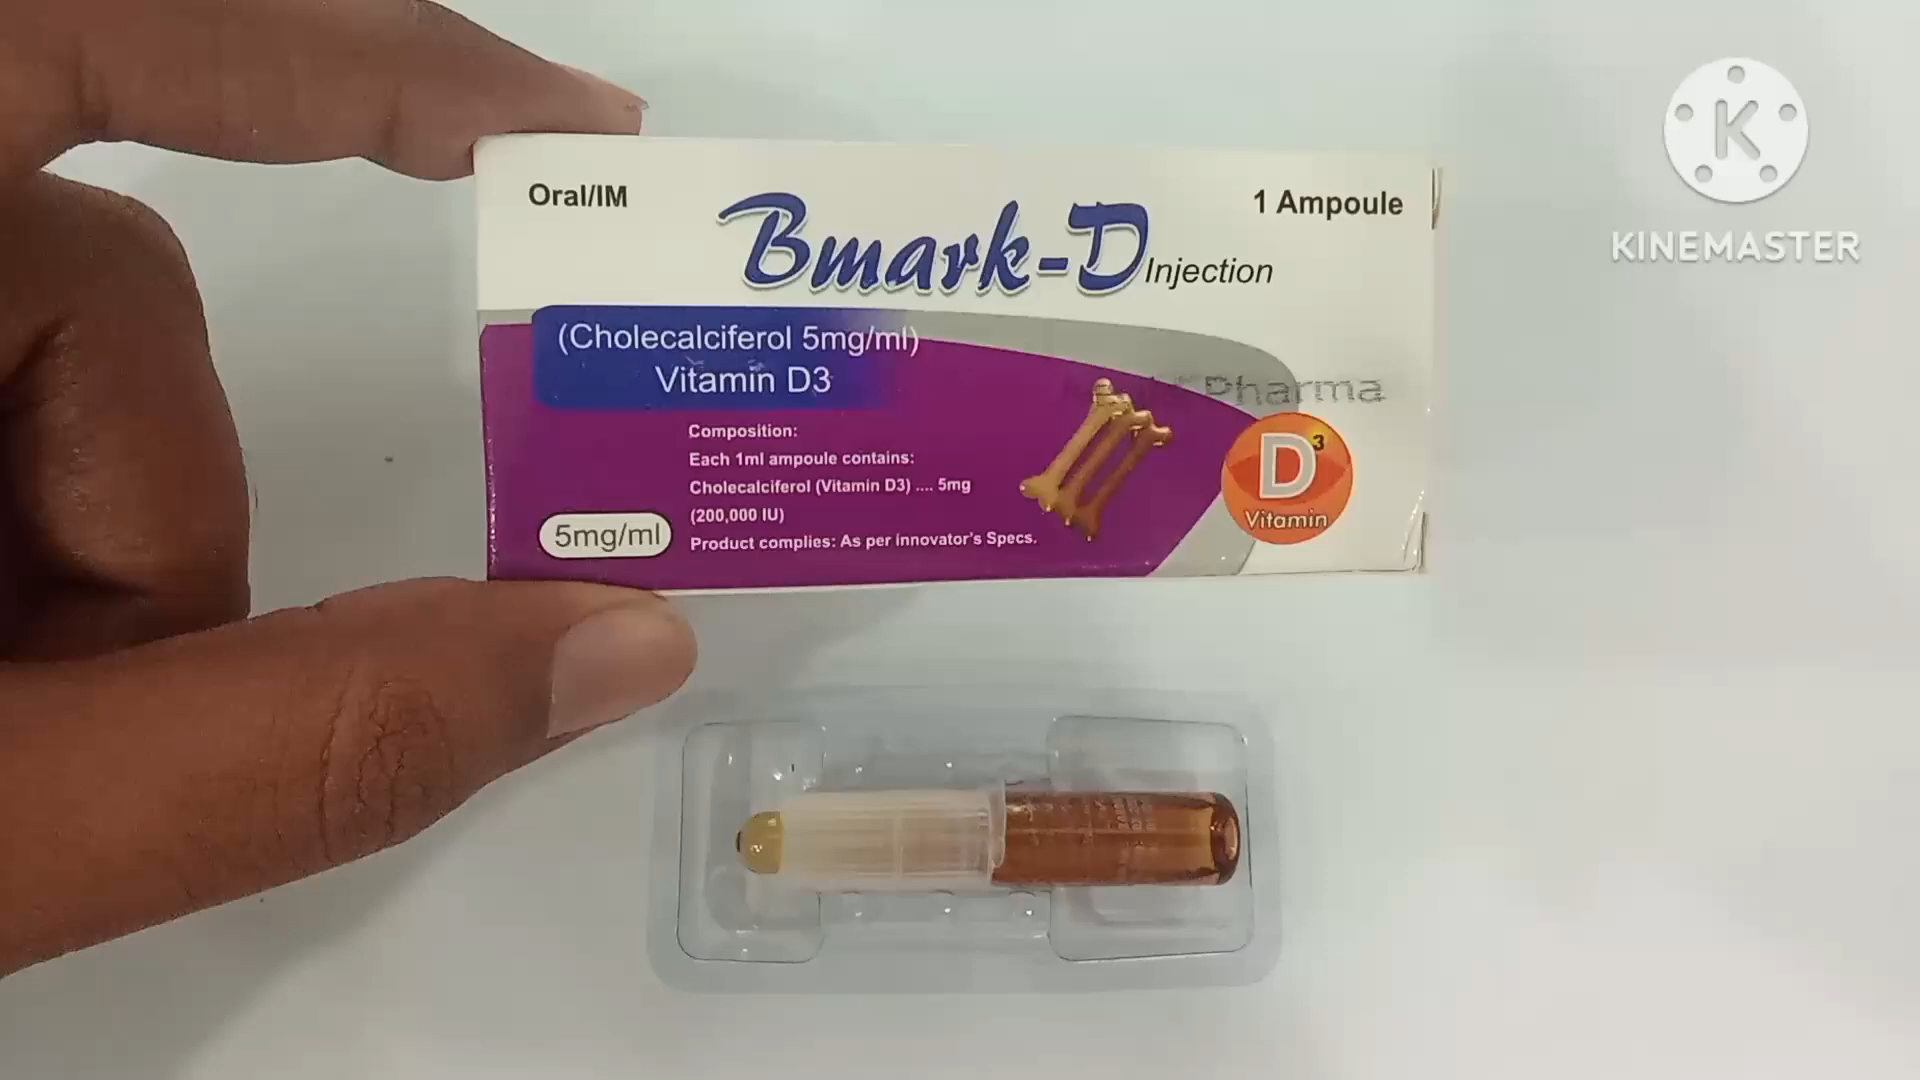 Oral/IM
1 Ampoule
Bmark-D Injection
(Cholecalciferol 5mg/ml)
Vitamin D3
Pharma
Composition:
Each 1ml ampoule contains:
Cholecalciferol (Vitamin D3) .... 5mg
(200,000 IU)
Product complies: As per innovator's Specs.
5mg/ml
D3
Vitamin
K
KINEMASTER